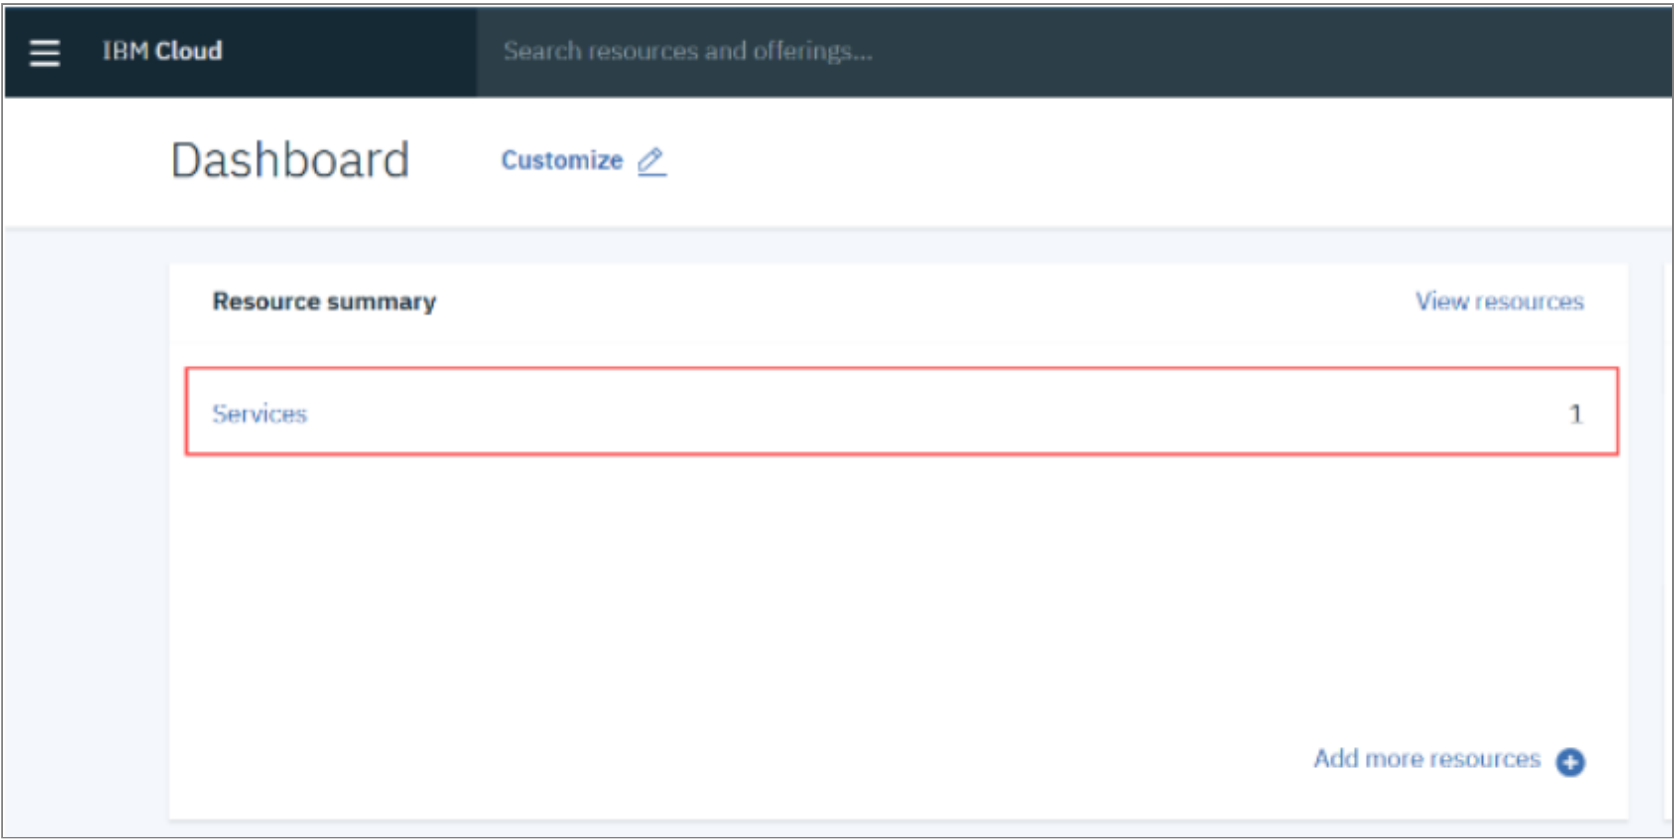 IBM Cloud
Search resources and offerings...
Dashboard
Customize
Resource summary
View resources
Services
1
Add more resources